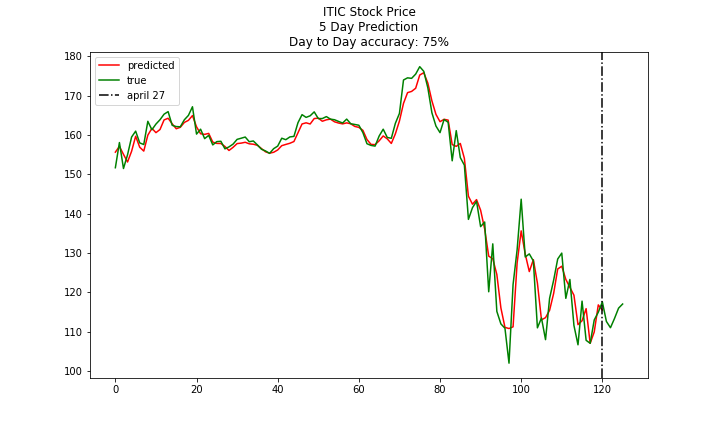 ITIC Stock Price
5 Day Prediction
Day to Day accuracy: 75%
predicted
true
april 27
180
170
160
150
140
130
120
110
100
0
20
40
60
80
100
120